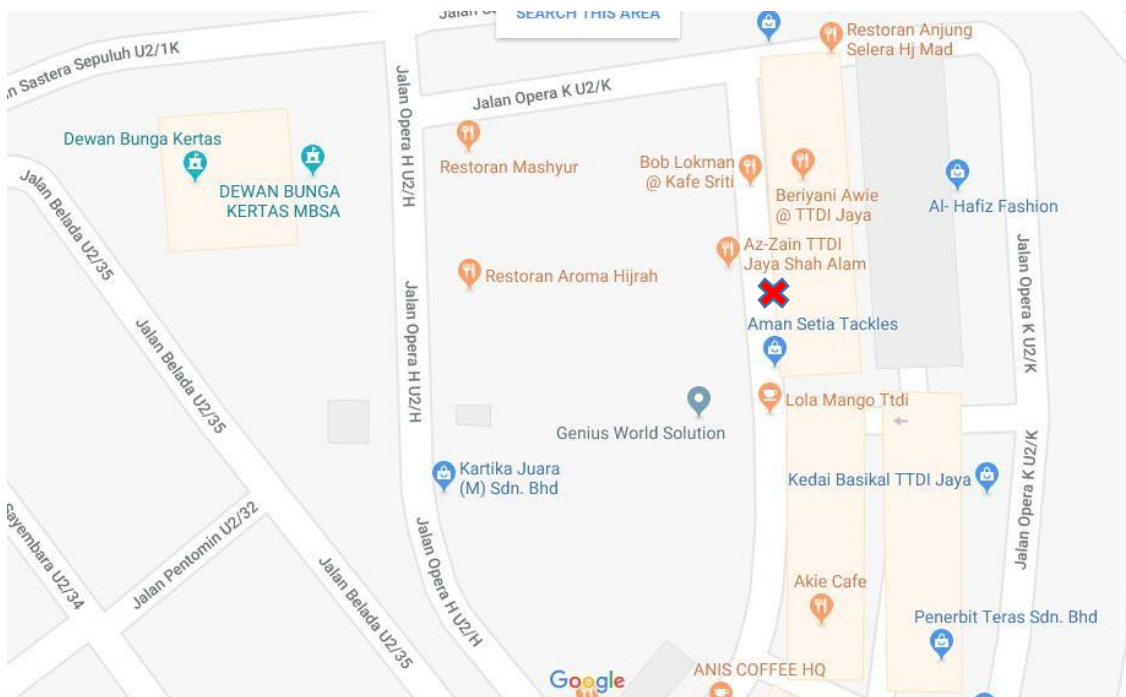 SEARCH THIS AREA
Restoran Anjung
Selera Hj Mad
Sastera Sepuluh U2/1K
Jalan Opera K U2/K
Jalan Opera H U2/H
Dewan Bunga Kertas
DEWAN BUNGA
KERTAS MBSA
Restoran Mashyur
Bob Lokman
@ Kafe Sriti
Beriyani Awie
@ TTDI Jaya
Al- Hafiz Fashion
Jalan Belada U2/35
Az-Zain TTDI
Jaya Shah Alam
Jalan Opera K U2/K
Restoran Aroma Hijrah
Jalan Opera H U2/H
Aman Setia Tackles
Jalan Belada U2/35
Lola Mango Ttdi
Genius World Solution
Kartika Juara
(M) Sdn. Bhd
Kedai Basikal TTDI Jaya
Jalan Opera K U2/K
Sayembara U2/34
Jalan Pentomin U2/32
Jalan Opera H U2/H
Jalan Belada U2/35
Akie Cafe
Penerbit Teras Sdn. Bhd
Google
ANIS COFFEE HQ